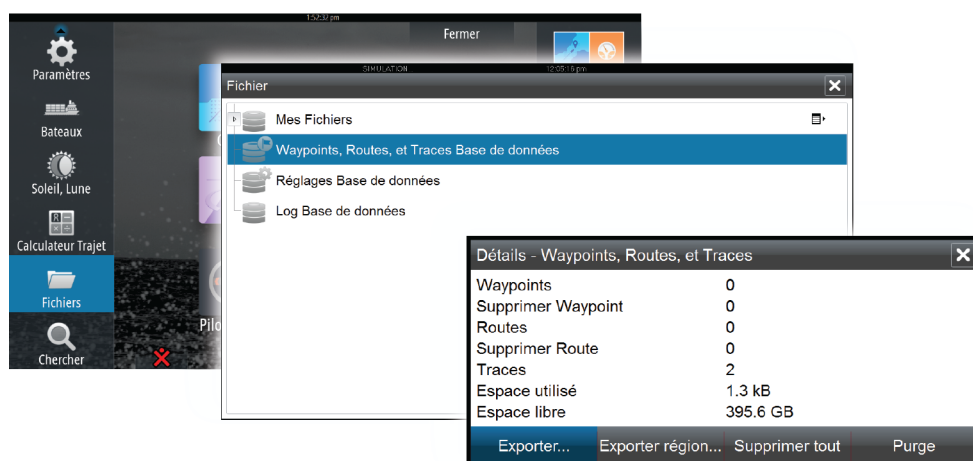 1:52:32 pm
Fermer
Paramètres
Bateaux
Soleil, Lune
Calculateur Trajet
Fichiers
Chercher
SIMULATION 12:05:16 pm
Fichier
Mes Fichiers
Waypoints, Routes, et Traces Base de données
Réglages Base de données
Log Base de données
Détails - Waypoints, Routes, et Traces
Waypoints 0
Supprimer Waypoint 0
Routes 0
Supprimer Route 0
Traces 2
Espace utilisé 1.3 kB
Espace libre 395.6 GB
Exporter... Exporter région... Supprimer tout Purge